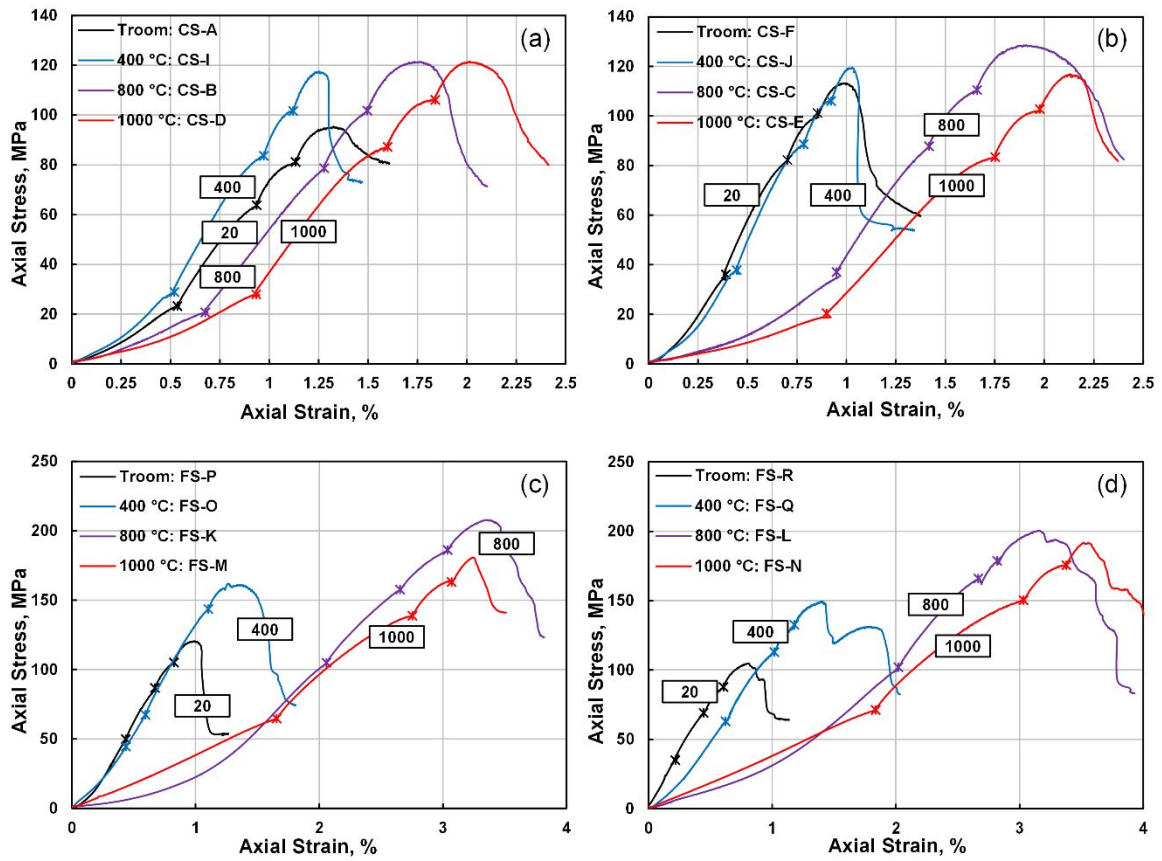 140
120
100
80
60
40
20
0
Axial Stress, MPa
Troom: CS-A
400 °C: CS-I
800 °C: CS-B
1000 °C: CS-D
(a)
400
20
1000
800
0 0.25 0.5 0.75 1 1.25 1.5 1.75 2 2.25 2.5
Axial Strain, %
140
120
100
80
60
40
20
0
Axial Stress, MPa
Troom: CS-F
400 °C: CS-J
800 °C: CS-C
1000 °C: CS-E
(b)
800
20
400
1000
0 0.25 0.5 0.75 1 1.25 1.5 1.75 2 2.25 2.5
Axial Strain, %
250
200
150
100
50
0
Axial Stress, MPa
Troom: FS-P
400 °C: FS-O
800 °C: FS-K
1000 °C: FS-M
(c)
800
400
1000
20
0 1 2 3 4
Axial Strain, %
250
200
150
100
50
0
Axial Stress, MPa
Troom: FS-R
400 °C: FS-Q
800 °C: FS-L
1000 °C: FS-N
(d)
800
400
1000
20
0 1 2 3 4
Axial Strain, %